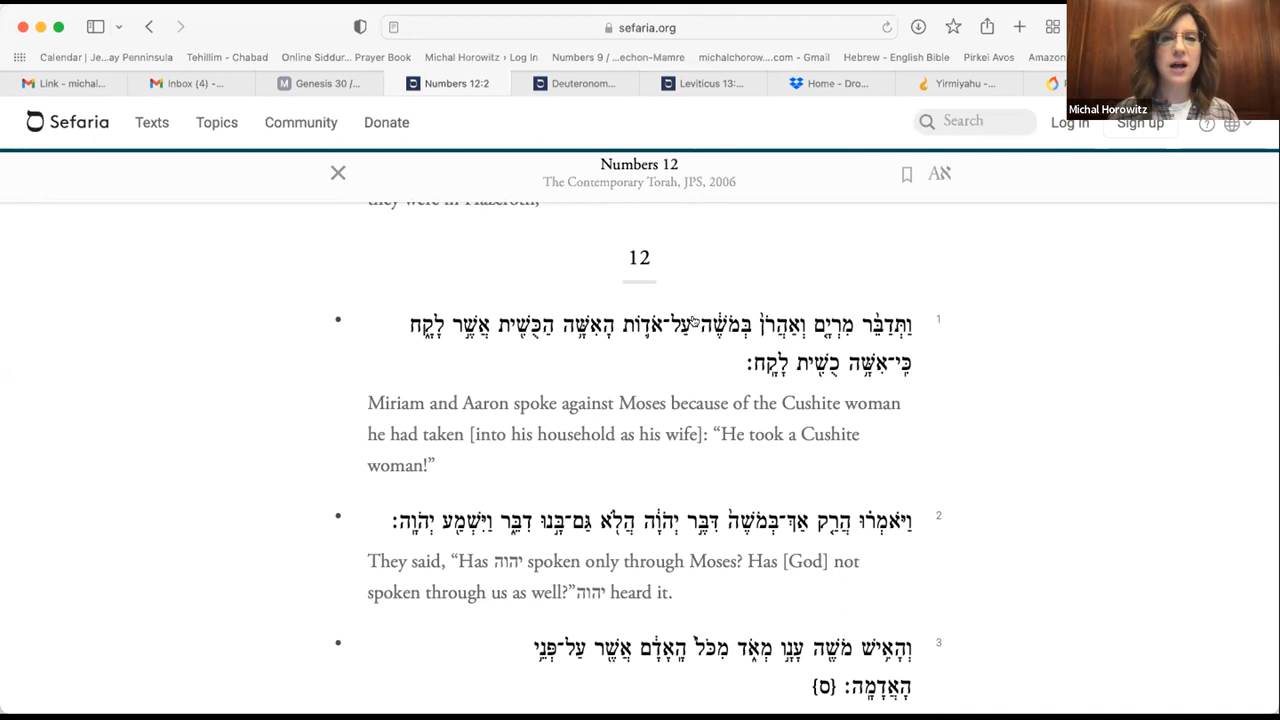 sefaria.org
Calendar | Je...ay Penninsula Tehillim - Chabad Online Siddur... Prayer Book Michal Horowitz › Log In Numbers 9 / ...echon-Mamre michalchorow....com - Gmail Hebrew - English Bible Pirkei Avos Amazon
Link - michal... Inbox (4) -... Genesis 30 /... Numbers 12:2 Deuteronom... Leviticus 13:... Home - Dro... Yirmiyahu -...
Michal Horowitz
Sefaria Texts Topics Community Donate Search Log in Sign up
Numbers 12
The Contemporary Torah, JPS, 2006
they were in Hazeroth,
12
1
וַתְּדַבֵּ֨ר מִרְיָ֤ם וְאַהֲרֹן֙ בְּמֹשֶׁ֔ה עַל־אֹד֛וֹת הָאִשָּׁ֥ה הַכֻּשִׁ֖ית אֲשֶׁ֣ר לָקָ֑ח
כִּֽי־אִשָּׁ֥ה כֻשִׁ֖ית לָקָֽח׃
Miriam and Aaron spoke against Moses because of the Cushite woman
he had taken [into his household as his wife]: “He took a Cushite
woman!”
2
וַיֹּאמְר֗וּ הֲרַ֤ק אַךְ־בְּמֹשֶׁה֙ דִּבֶּ֣ר יְהֹוָ֔ה הֲלֹ֖א גַּם־בָּ֣נוּ דִבֵּ֑ר וַיִּשְׁמַ֖ע יְהֹוָֽה׃
They said, “Has יהוה spoken only through Moses? Has [God] not
spoken through us as well?” יהוה heard it.
3
וְהָאִ֥ישׁ מֹשֶׁ֖ה עָנָ֣ו מְאֹ֑ד מִכֹּל֙ הָֽאָדָ֔ם אֲשֶׁ֖ר עַל־פְּנֵ֥י
הָאֲדָמָֽה׃ {ס}